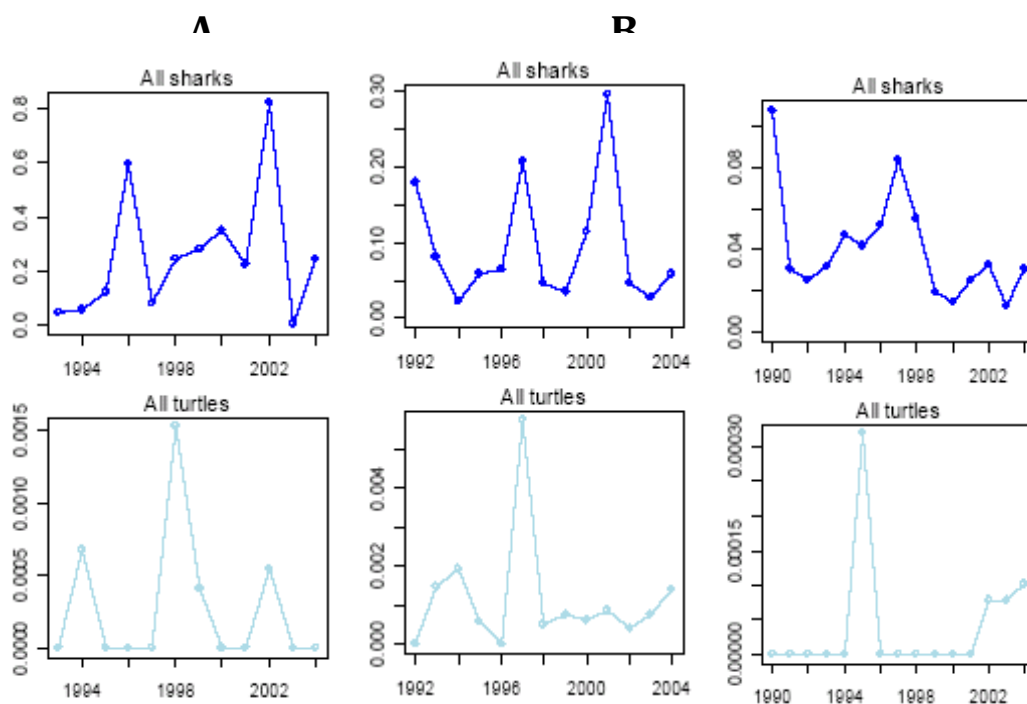 A B
All sharks All sharks All sharks
0.8 0.6 0.4 0.2 0.0
0.30 0.20 0.10 0.00
0.08 0.04 0.00
1994 1998 2002
1992 1996 2000 2004
1990 1994 1998 2002
All turtles All turtles All turtles
0.0015 0.0010 0.0005 0.0000
0.004 0.002 0.000
0.00030 0.00015 0.00000
1994 1998 2002
1992 1996 2000 2004
1990 1994 1998 2002